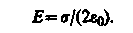 E = σ/(2ε₀).